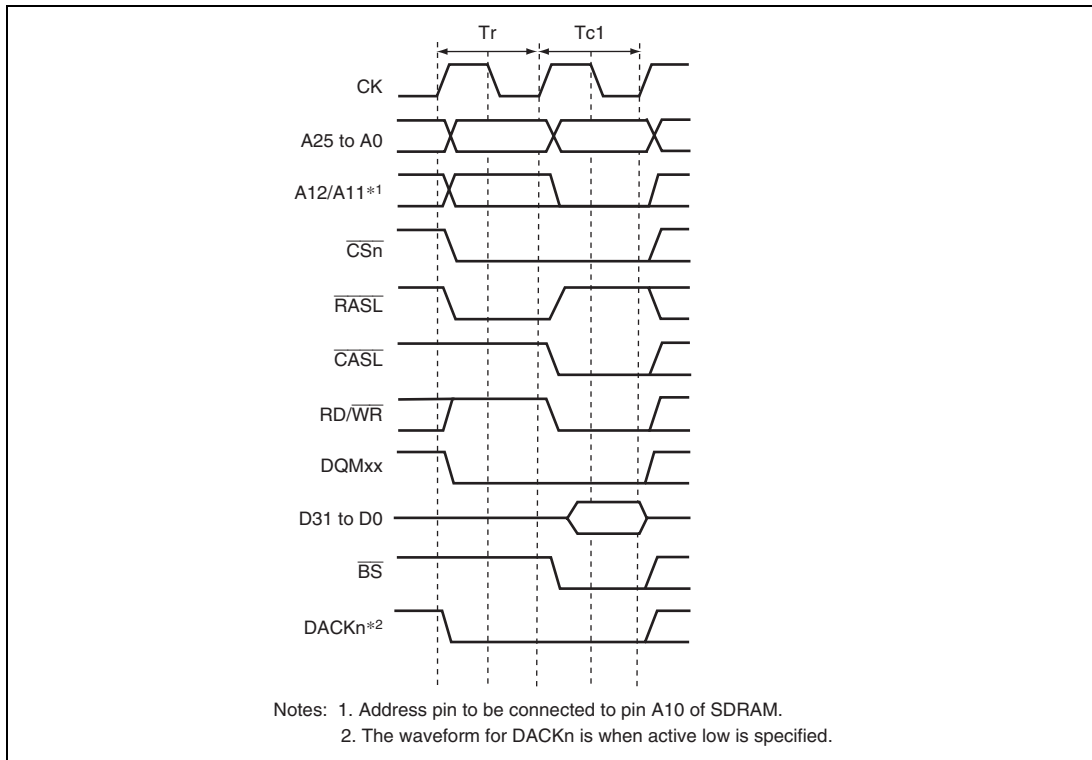 Tr Tc1
CK
A25 to A0
A12/A11*1
CSn
RASL
CASL
RD/WR
DQMxx
D31 to D0
BS
DACKn*2
Notes: 1. Address pin to be connected to pin A10 of SDRAM.
2. The waveform for DACKn is when active low is specified.